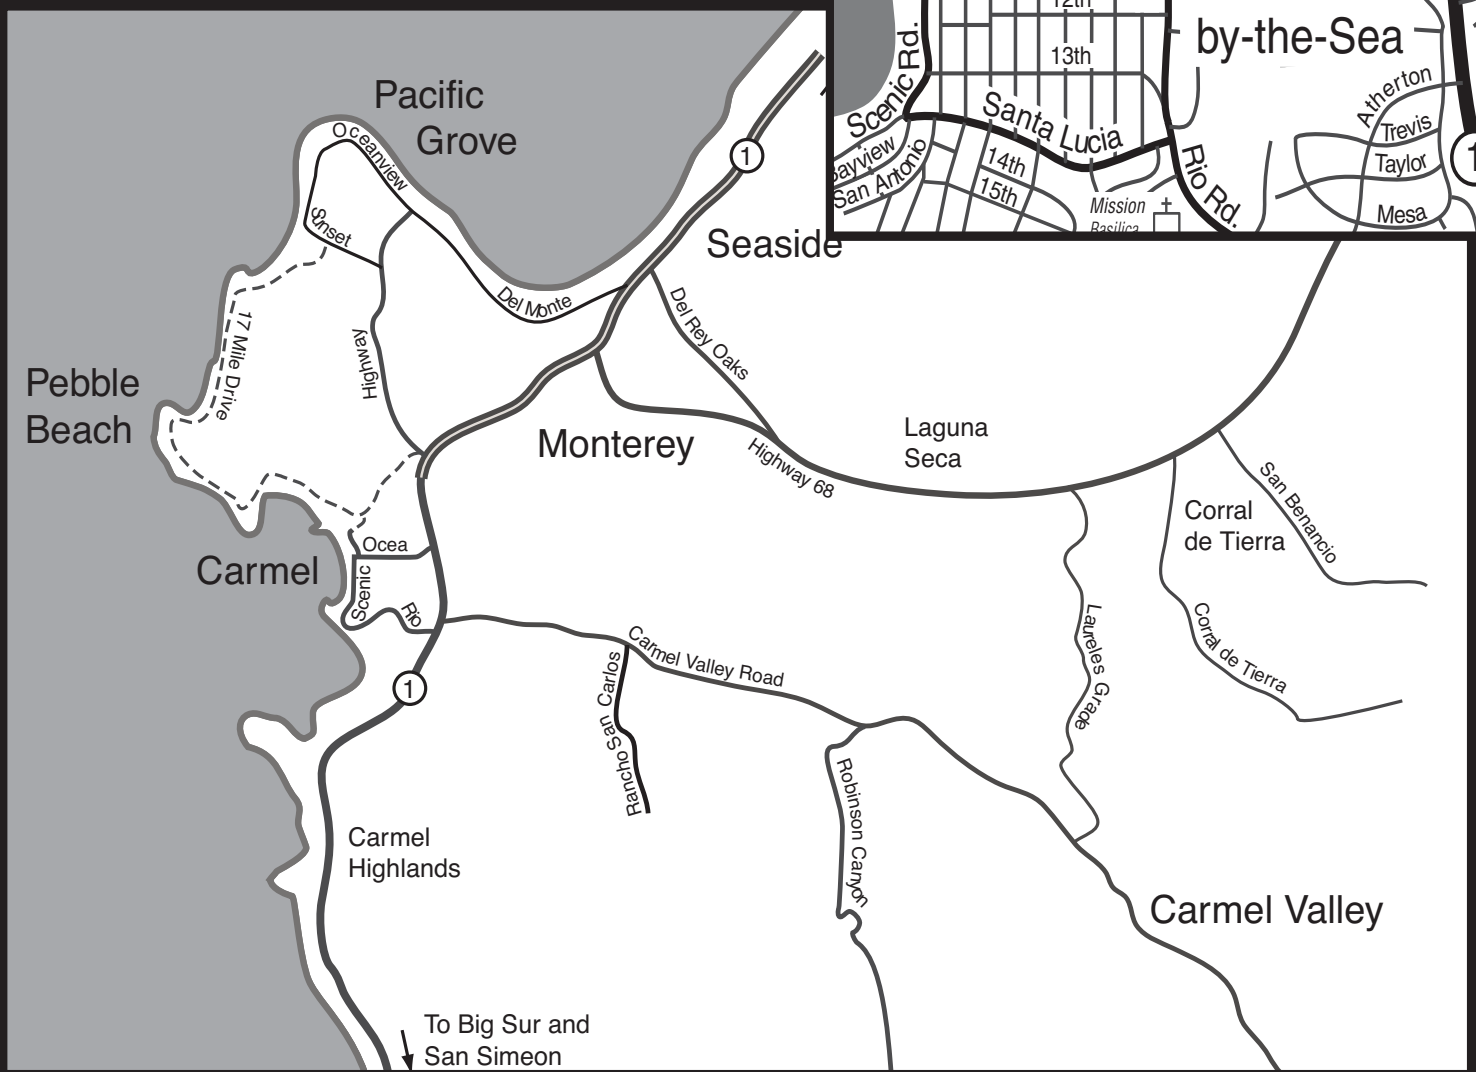 12th
by-the-Sea
13th
Scenic Rd.
Santa Lucia
Atherton
Trevis
Taylor
Mesa
1
Bayview
San Antonio
14th
15th
Rio Rd.
Mission
Basilica
Pacific
Grove
Oceanview
Sunset
1
Seaside
Del Monte
Del Rey Oaks
17 Mile Drive
Highway
Pebble
Beach
Monterey
Highway 68
Laguna
Seca
San Benancio
Corral
de Tierra
Ocea
Carmel
Scenic
Rio
Carmel Valley Road
Rancho San Carlos
Laureles Grade
Corral de Tierra
1
Robinson Canyon
Carmel
Highlands
Carmel Valley
To Big Sur and
San Simeon